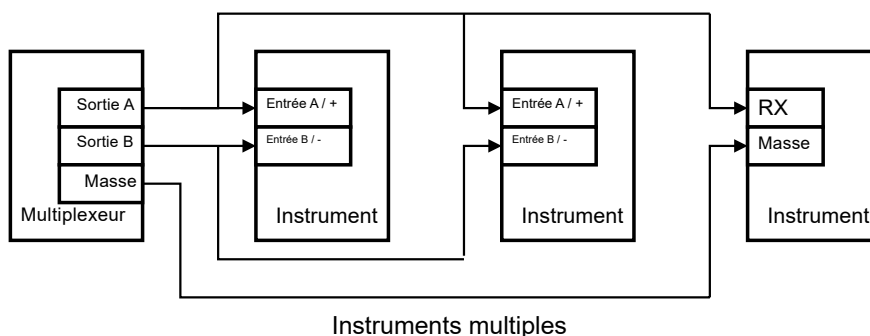 Sortie A
Sortie B
Masse
Multiplexeur
Entrée A / +
Entrée B / -
Instrument
Entrée A / +
Entrée B / -
Instrument
RX
Masse
Instrument
Instruments multiples